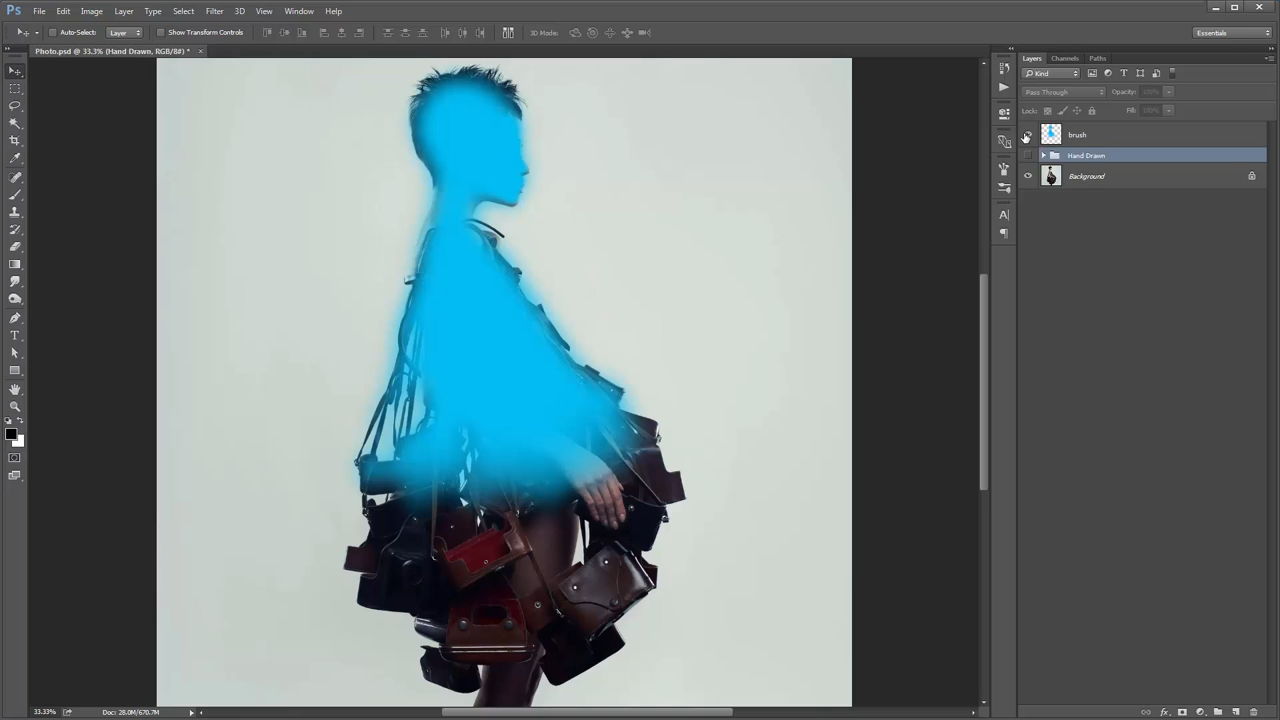 Ps File Edit Image Layer Type Select Filter 3D View Window Help
Auto-Select: Layer Show Transform Controls 3D Mode: Essentials
Photo.psd @ 33.3% (Hand Drawn, RGB/8#) * ×
Layers Channels Paths
Kind
Pass Through Opacity: 100%
Lock: Fill: 100%
brush
Hand Drawn
Background
33.33% Doc: 28.0M/670.7M